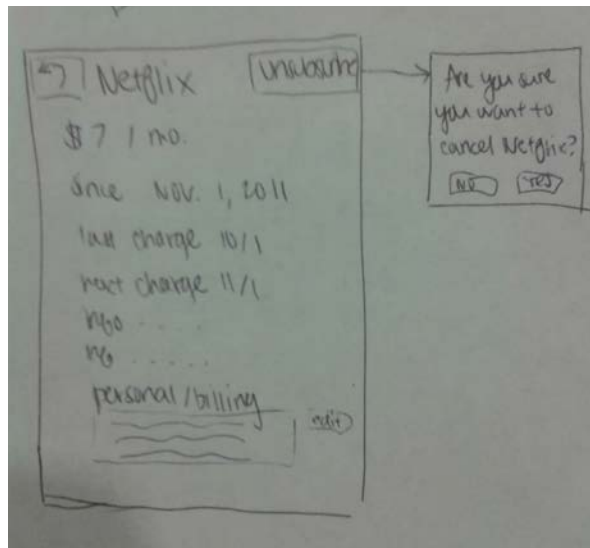 Netflix
unsubscribe
$7 / mo.
since Nov. 1, 2011
last charge 10/1
next charge 11/1
personal/billing
edit
Are you sure
you want to
cancel Netflix?
NO YES